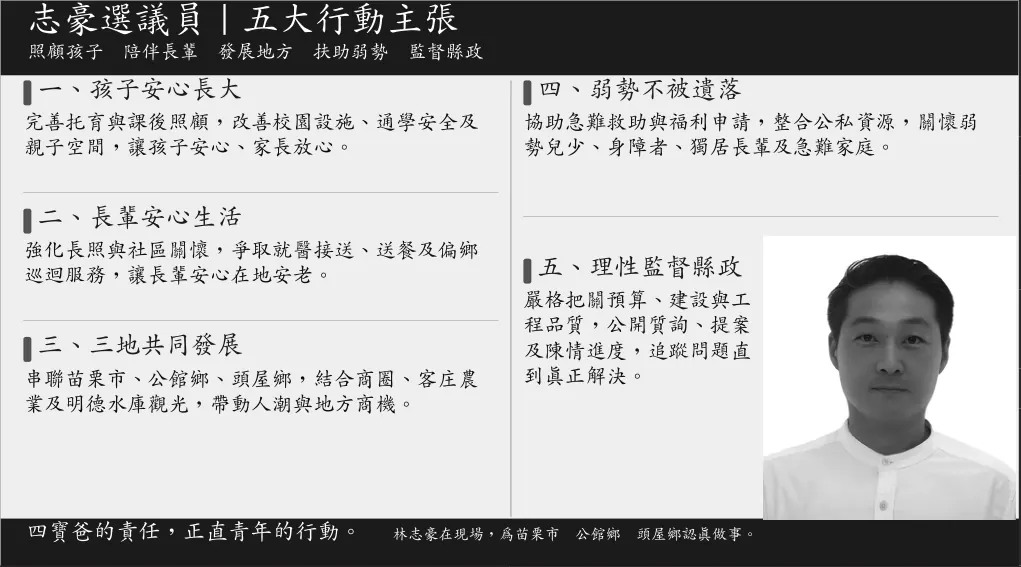 志豪選議員｜五大行動主張
照顧孩子　陪伴長輩　發展地方　扶助弱勢　監督縣政
一、孩子安心長大
完善托育與課後照顧，改善校園設施、通學安全及
親子空間，讓孩子安心、家長放心。
二、長輩安心生活
強化長照與社區關懷，爭取就醫接送、送餐及偏鄉
巡迴服務，讓長輩安心在地安老。
三、三地共同發展
串聯苗栗市、公館鄉、頭屋鄉，結合商圈、客庄農
業及明德水庫觀光，帶動人潮與地方商機。
四、弱勢不被遺落
協助急難救助與福利申請，整合公私資源，關懷弱
勢兒少、身障者、獨居長輩及急難家庭。
五、理性監督縣政
嚴格把關預算、建設與工
程品質，公開質詢、提案
及陳情進度，追蹤問題直
到真正解決。
四寶爸的責任，正直青年的行動。
林志豪在現場，為苗栗市　公館鄉　頭屋鄉認真做事。